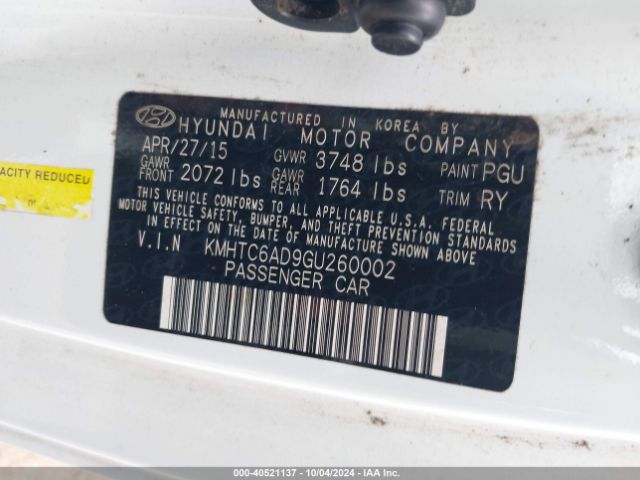 MANUFACTURED IN KOREA BY
HYUNDAI MOTOR COMPANY
APR/27/15 GVWR 3748 lbs PAINT PGU
GAWR FRONT 2072 lbs GAWR REAR 1764 lbs TRIM RY
THIS VEHICLE CONFORMS TO ALL APPLICABLE U.S.A. FEDERAL
MOTOR VEHICLE SAFETY, BUMPER, AND THEFT PREVENTION STANDARDS
IN EFFECT ON THE DATE OF MANUFACTURE SHOWN ABOVE.
V.I.N KMHTC6AD9GU260002
PASSENGER CAR
ACITY REDUCED
000-40521137 - 10/04/2024 - IAA Inc.